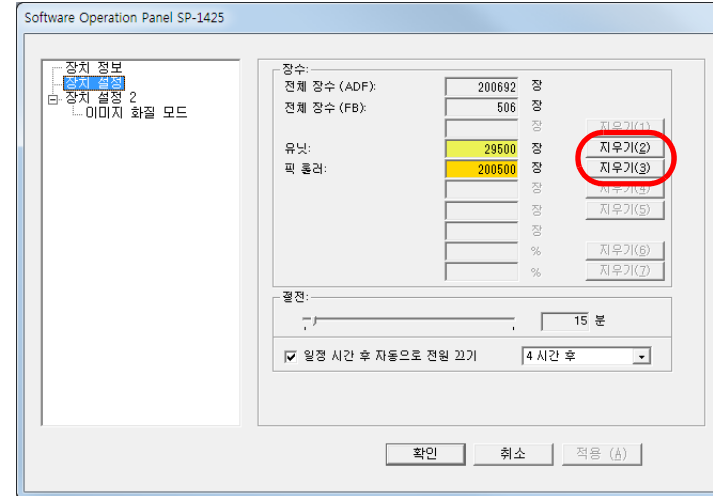 Software Operation Panel SP-1425
장치 정보
장치 설정
장치 설정 2
이미지 화질 모드
장수:
전체 장수 (ADF): 200692 장
전체 장수 (FB): 506 장
장 지우기(1)
유닛: 29500 장 지우기(2)
픽 롤러: 200500 장 지우기(3)
장 지우기(4)
장 지우기(5)
장
% 지우기(6)
% 지우기(7)
절전:
15 분
일정 시간 후 자동으로 전원 끄기 4 시간 후
확인 취소 적용 (A)